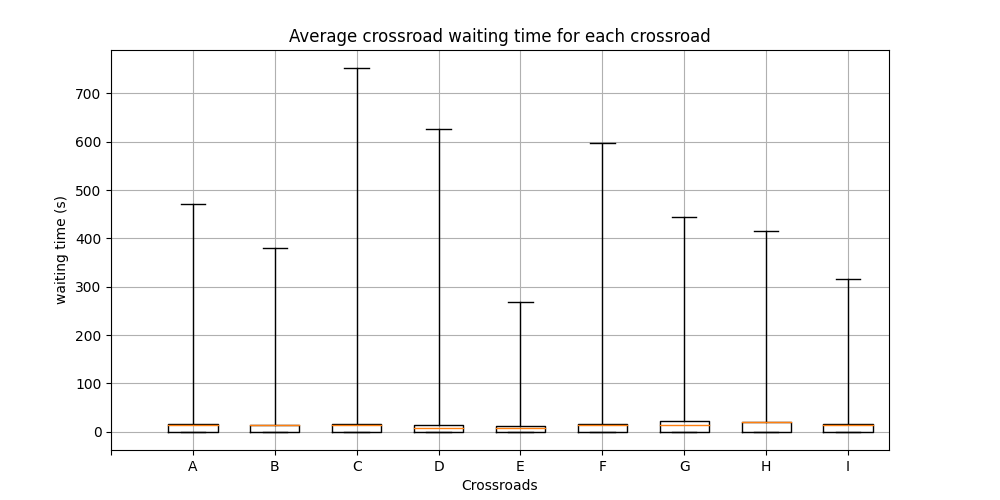 Average crossroad waiting time for each crossroad
waiting time (s)
700
600
500
400
300
200
100
0
A B C D E F G H I
Crossroads